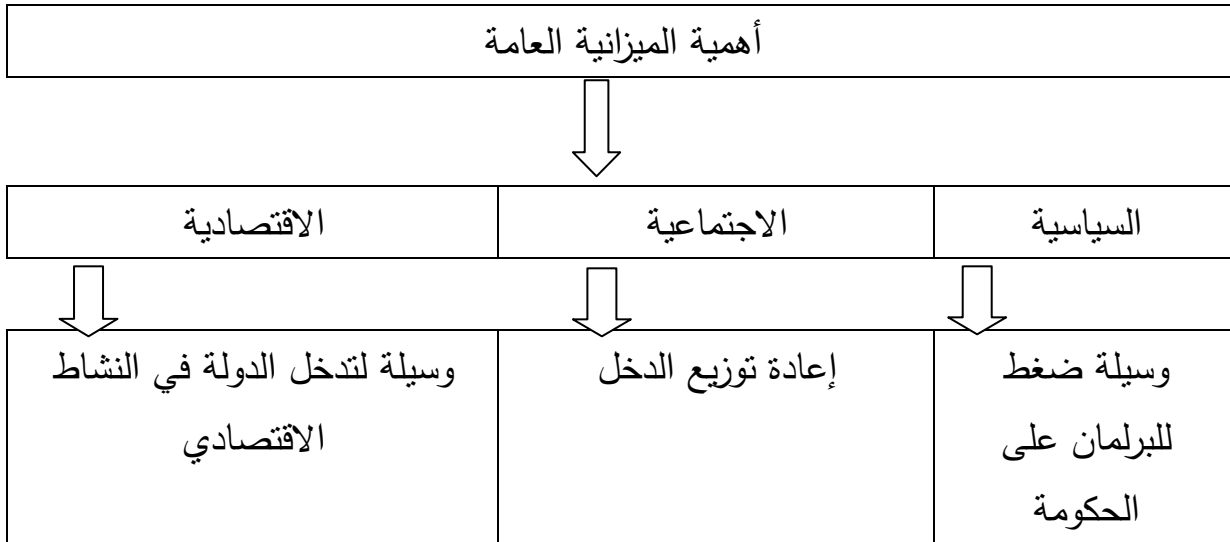 أهمية الميزانية العامة
السياسية
الاجتماعية
الاقتصادية
وسيلة ضغط
للبرلمان على
الحكومة
إعادة توزيع الدخل
وسيلة لتدخل الدولة في النشاط
الاقتصادي